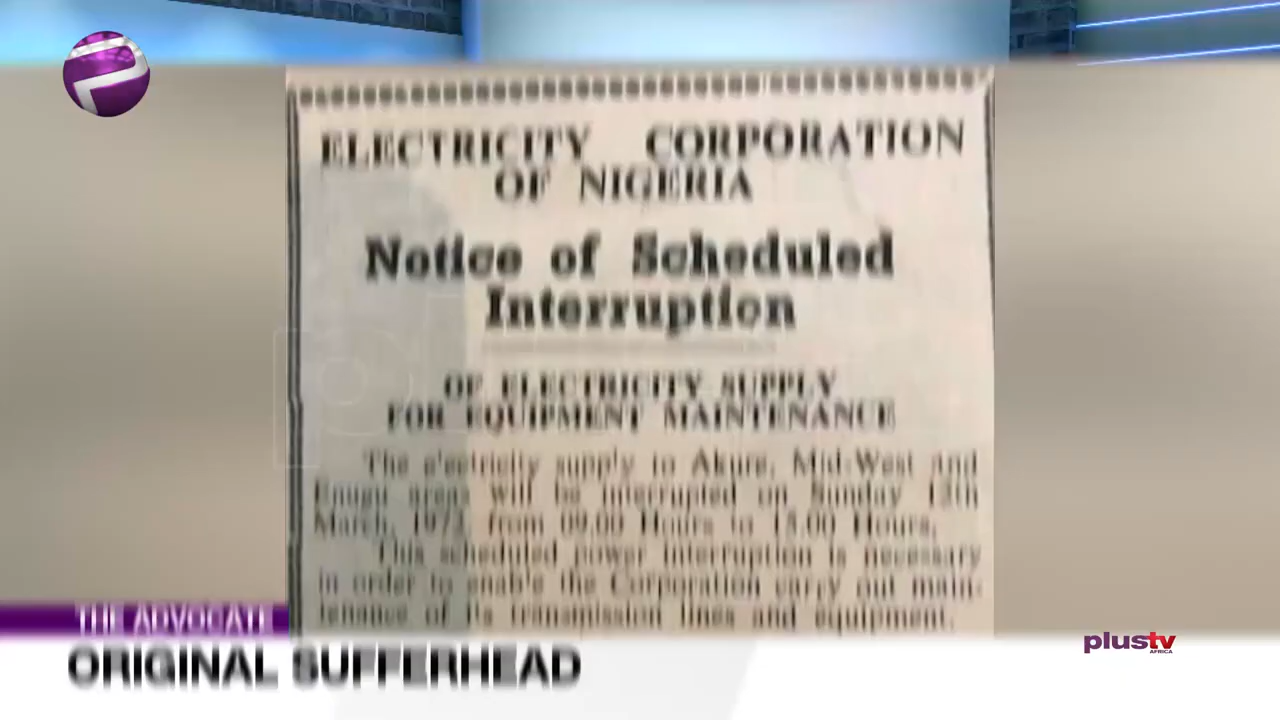 ELECTRICITY CORPORATION
OF NIGERIA
Notice of Scheduled
Interruption
OF ELECTRICITY SUPPLY
FOR EQUIPMENT MAINTENANCE
The electricity supply to Akure, Mid-West and
Enugu areas will be interrupted on Sunday 12th
March, from 09.00 Hours to 15.00 Hours.
This scheduled power interruption is necessary
in order to enable the Corporation carry out main-
tenance of its transmission lines and equipment.
THE ADVOCATE
ORIGINAL SUFFERHEAD
plustv
AFRICA